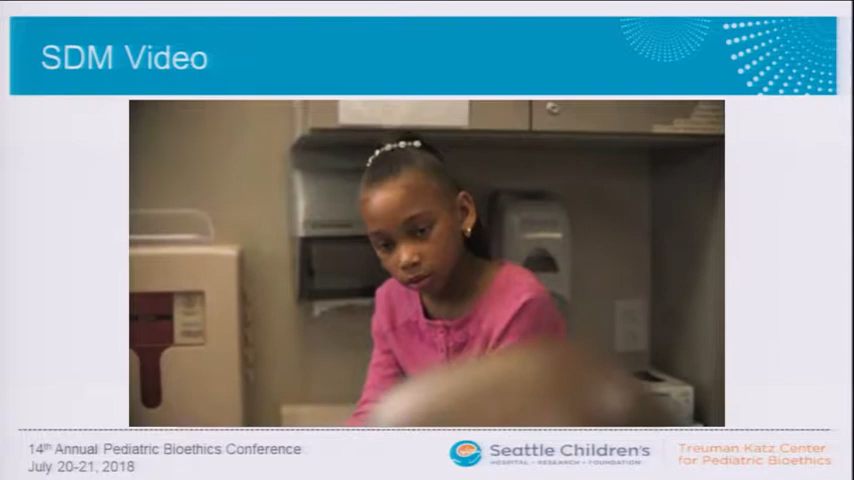 SDM Video
14th Annual Pediatric Bioethics Conference
July 20-21, 2018
Seattle Children's
HOSPITAL • RESEARCH • FOUNDATION
Treuman Katz Center
for Pediatric Bioethics